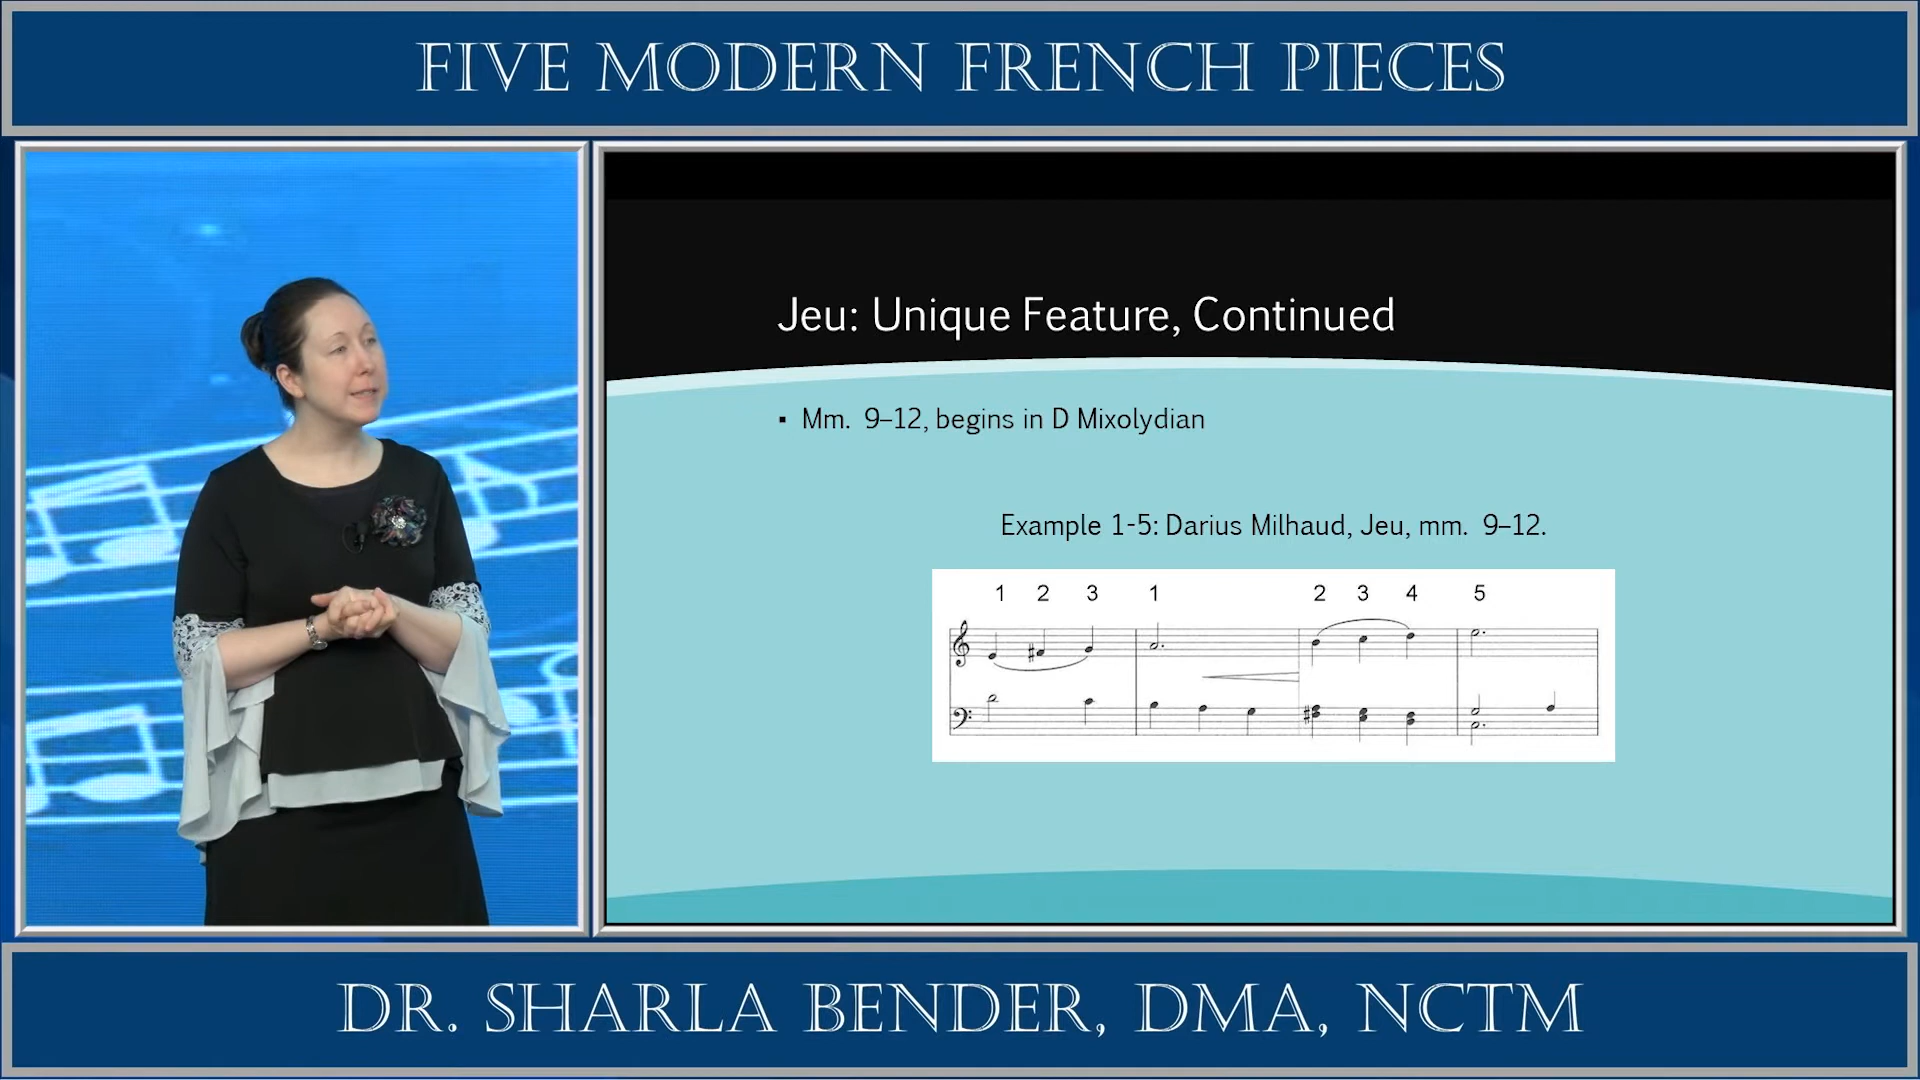 FIVE MODERN FRENCH PIECES
Jeu: Unique Feature, Continued
▪ Mm. 9–12, begins in D Mixolydian
Example 1-5: Darius Milhaud, Jeu, mm. 9–12.
1 2 3 1 2 3 4 5
DR. SHARLA BENDER, DMA, NCTM